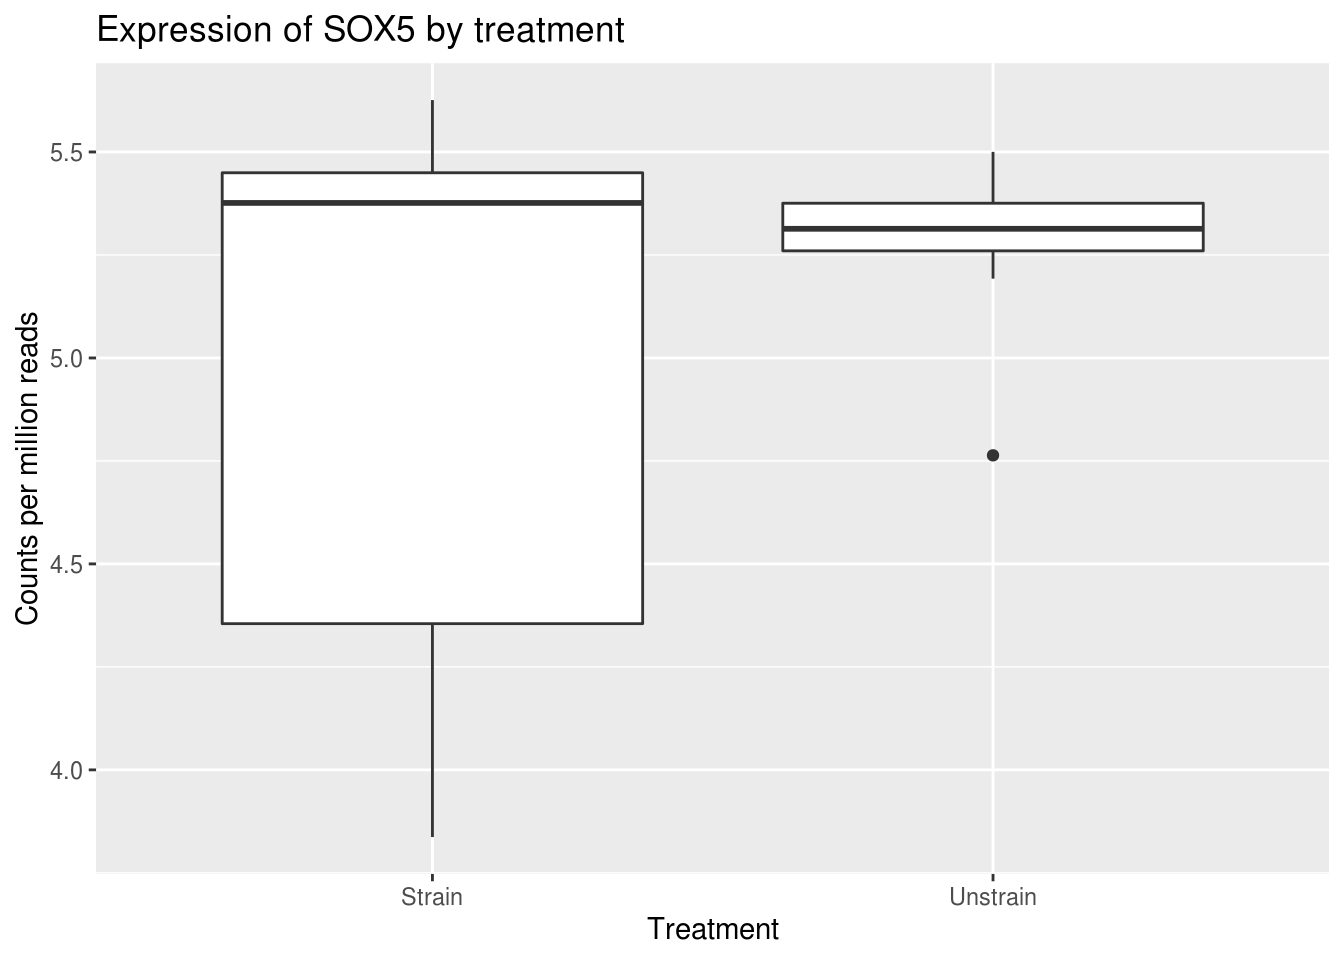 Expression of SOX5 by treatment
Counts per million reads
5.5
5.0
4.5
4.0
Strain
Unstrain
Treatment